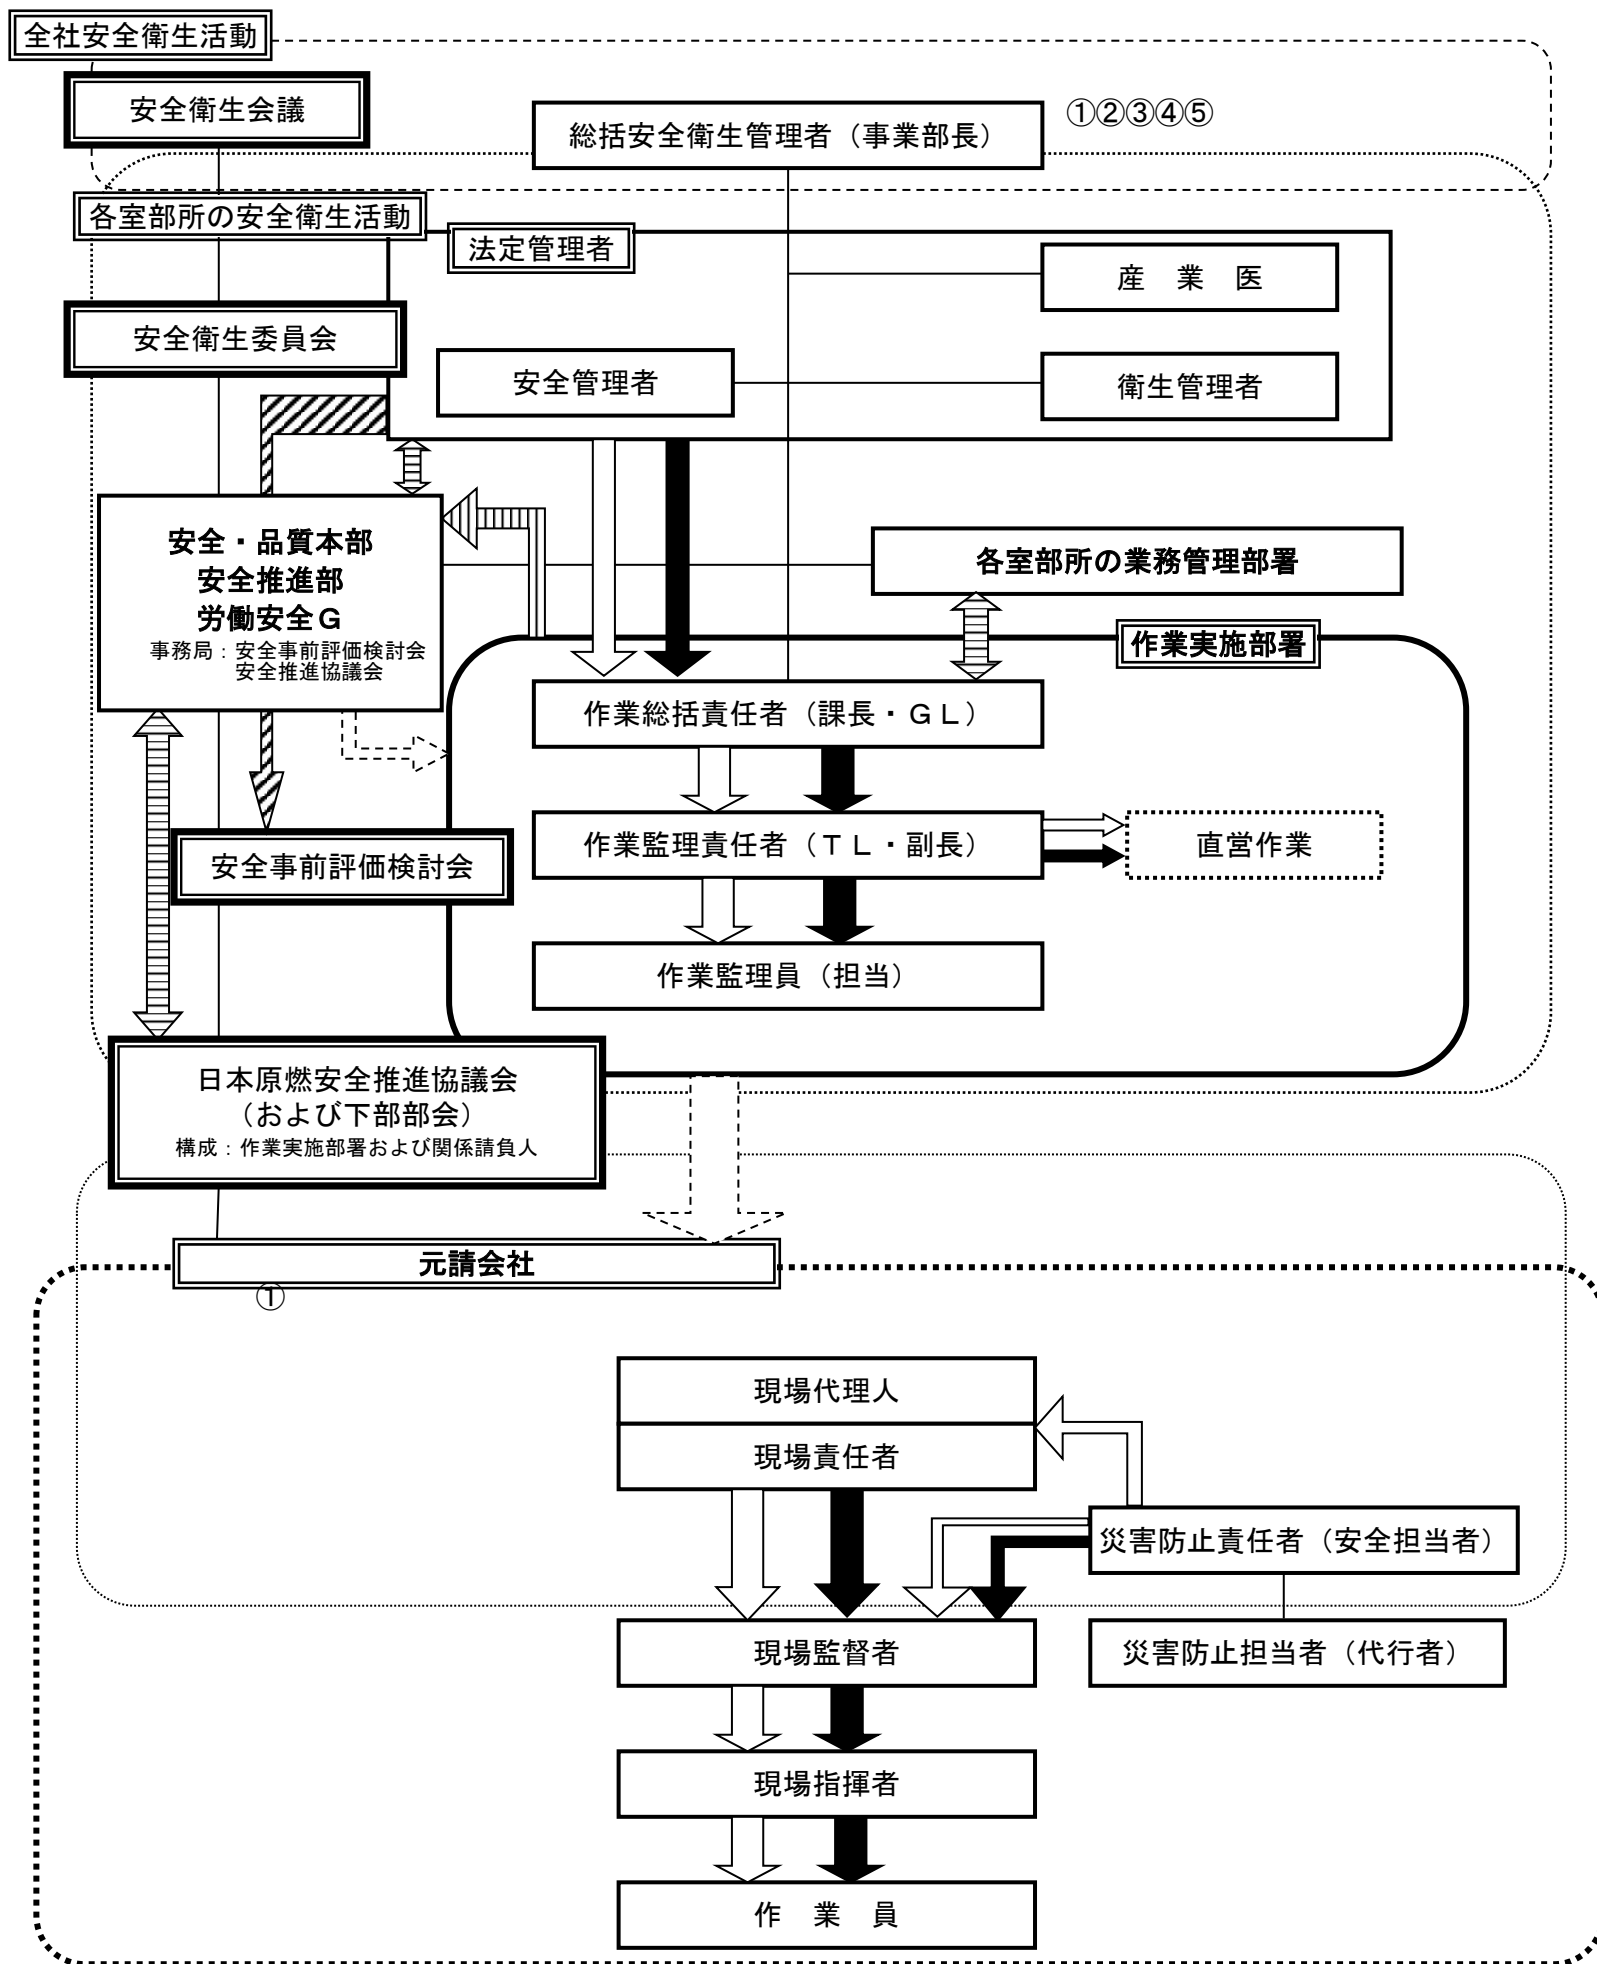 全社安全衛生活動
安全衛生会議
総括安全衛生管理者（事業部長）
①②③④⑤
各室部所の安全衛生活動
法定管理者
産　業　医
安全衛生委員会
安全管理者
衛生管理者
安全・品質本部
安全推進部
労働安全Ｇ
事務局：安全事前評価検討会
安全推進協議会
各室部所の業務管理部署
作業実施部署
作業総括責任者（課長・ＧＬ）
作業監理責任者（ＴＬ・副長）
直営作業
安全事前評価検討会
作業監理員（担当）
日本原燃安全推進協議会
（および下部部会）
構成：作業実施部署および関係請負人
元請会社
①
現場代理人
現場責任者
災害防止責任者（安全担当者）
現場監督者
災害防止担当者（代行者）
現場指揮者
作　業　員